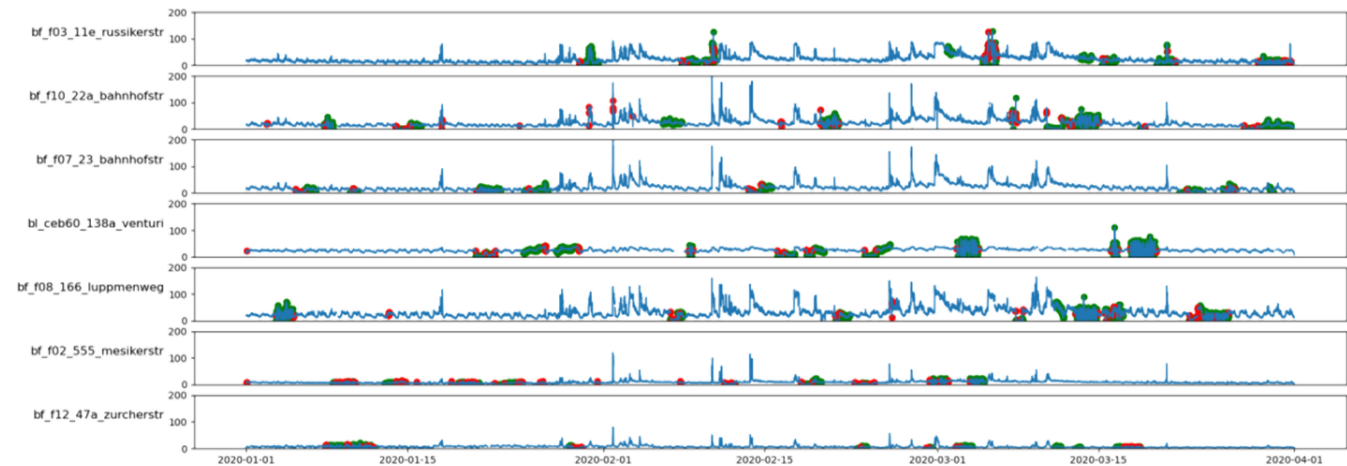 bf_f03_11e_russikerstr
200
100
0
bf_f10_22a_bahnhofstr
200
100
0
bf_f07_23_bahnhofstr
200
100
0
bl_ceb60_138a_venturi
200
100
0
bf_f08_166_luppmenweg
200
100
0
bf_f02_555_mesikerstr
200
100
0
bf_f12_47a_zurcherstr
200
100
0
2020-01-01 2020-01-15 2020-02-01 2020-02-15 2020-03-01 2020-03-15 2020-04-01